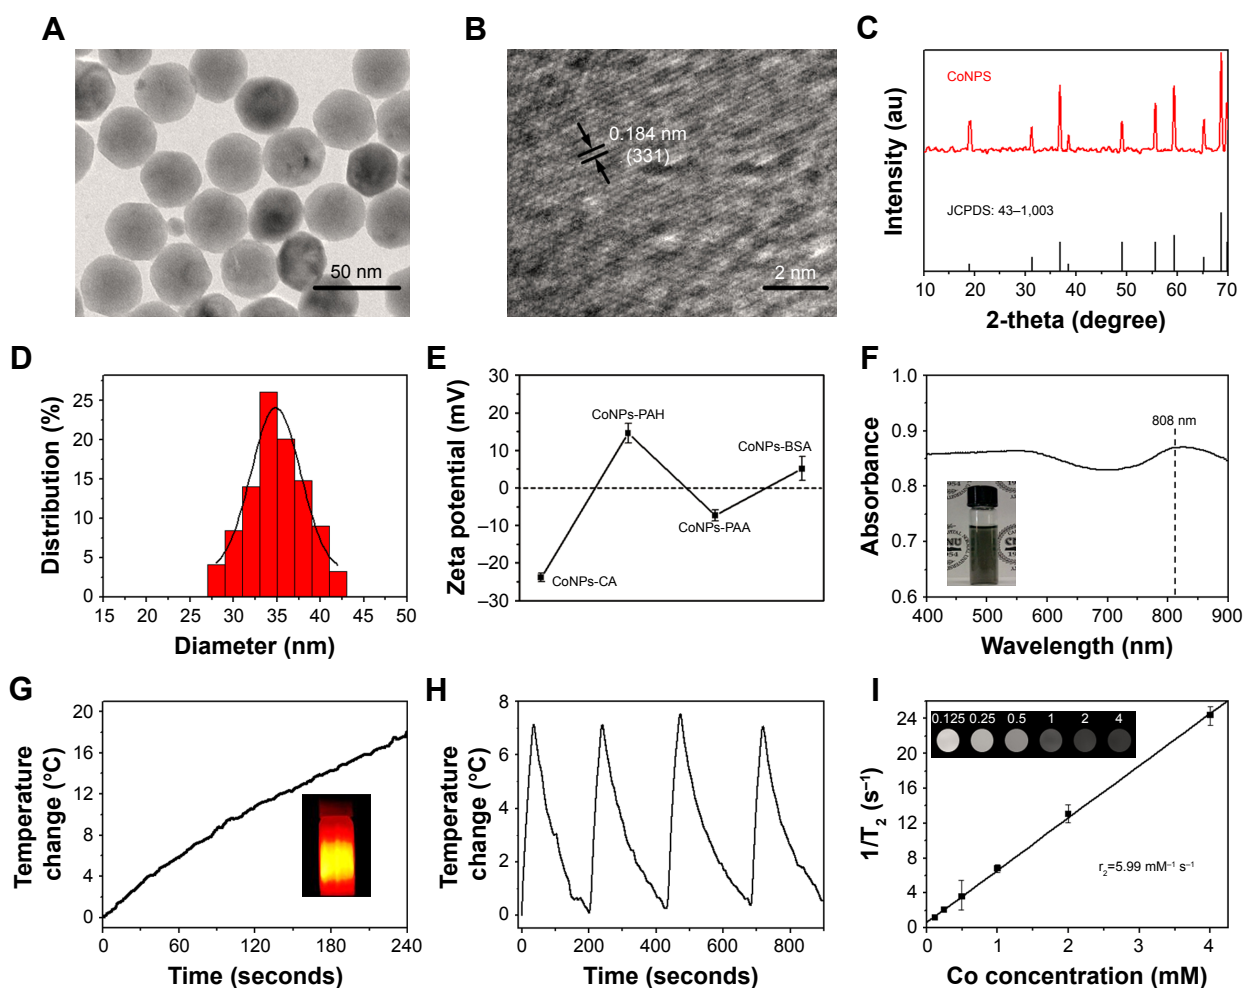 A
50 nm
B
0.184 nm
(331)
2 nm
C
Intensity (au)
CoNPS
JCPDS: 43–1,003
10 20 30 40 50 60 70
2-theta (degree)
D
Distribution (%)
25
20
15
10
5
0
15 20 25 30 35 40 45 50
Diameter (nm)
E
Zeta potential (mV)
30
20
10
0
–10
–20
–30
CoNPs-PAH
CoNPs-BSA
CoNPs-PAA
CoNPs-CA
F
Absorbance
1.0
0.9
0.8
0.7
0.6
808 nm
400 500 600 700 800 900
Wavelength (nm)
G
Temperature
change (°C)
20
16
12
8
4
0
0 60 120 180 240
Time (seconds)
H
Temperature
change (°C)
8
6
4
2
0
0 200 400 600 800
Time (seconds)
I
1/T2 (s–1)
24
20
16
12
8
4
0
0.125 0.25 0.5 1 2 4
r2=5.99 mM–1 s–1
0 1 2 3 4
Co concentration (mM)